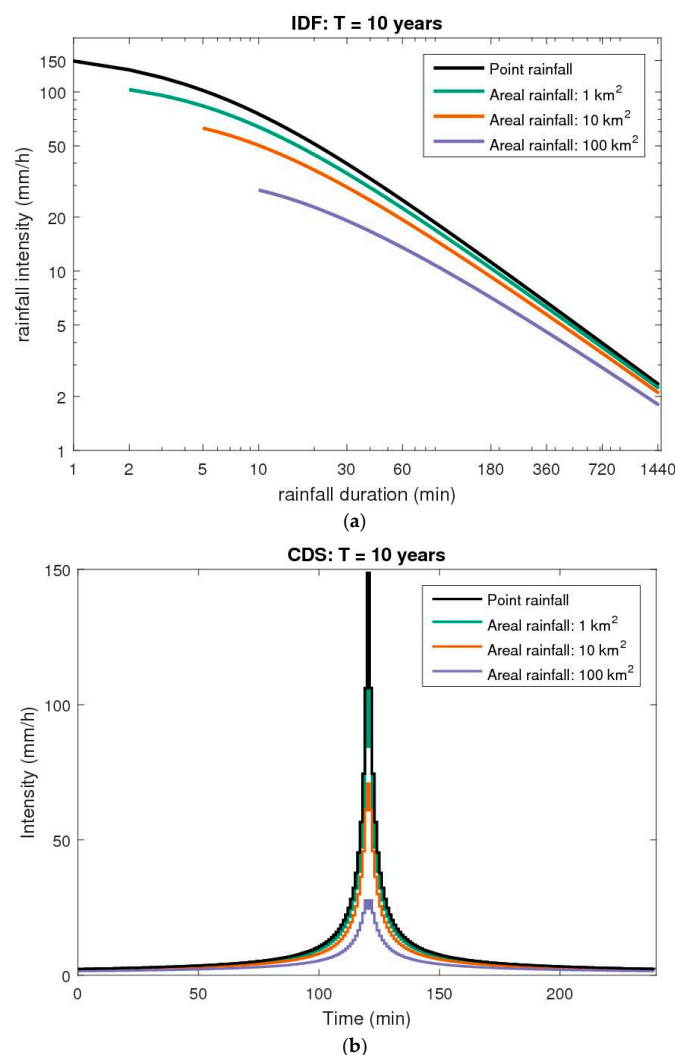 IDF: T = 10 years
150
100
50
20
10
5
2
1
rainfall intensity (mm/h)
Point rainfall
Areal rainfall: 1 km²
Areal rainfall: 10 km²
Areal rainfall: 100 km²
1 2 5 10 30 60 180 360 720 1440
rainfall duration (min)
(a)
CDS: T = 10 years
150
100
50
0
Intensity (mm/h)
Point rainfall
Areal rainfall: 1 km²
Areal rainfall: 10 km²
Areal rainfall: 100 km²
0 50 100 150 200
Time (min)
(b)